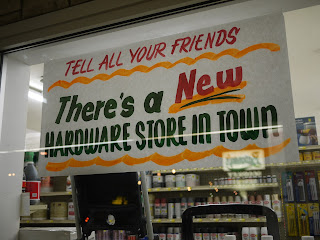 TELL ALL YOUR FRIENDS
There's a New
HARDWARE STORE IN TOWN